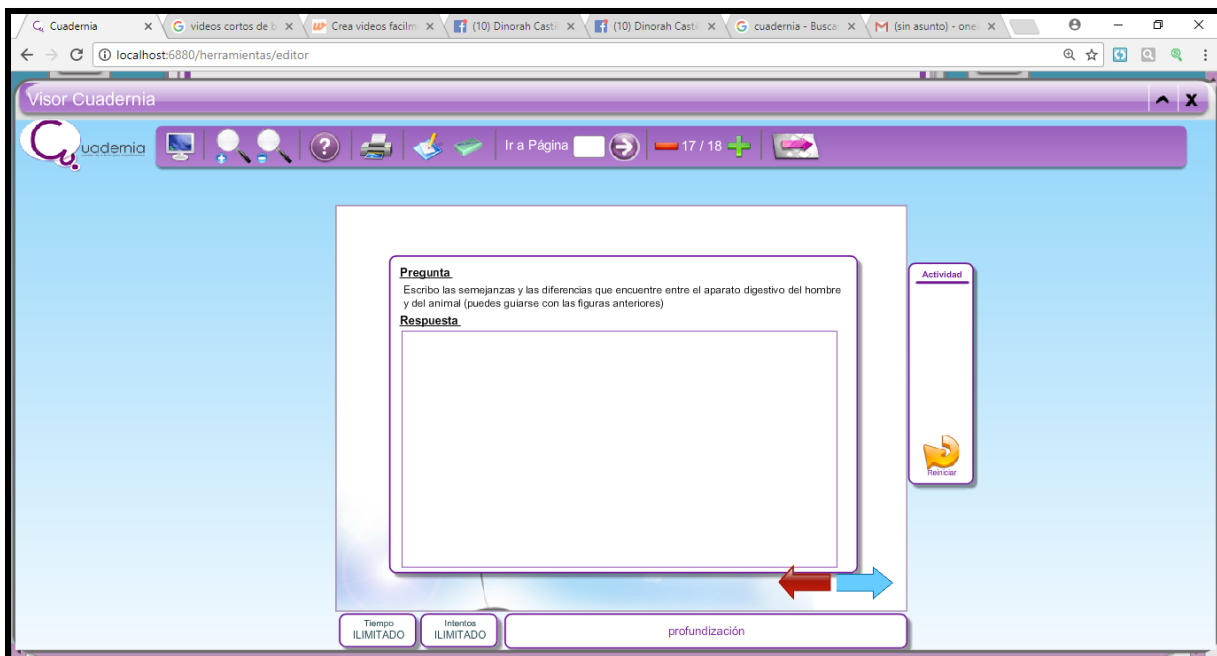 Cuadernia
videos cortos de b
Crea videos facilm
(10) Dinorah Casti
(10) Dinorah Casti
cuadernia - Busca
(sin asunto) - one
localhost:6880/herramientas/editor
Visor Cuadernia
Cuadernia
Ir a Página
17 / 18
Pregunta
Escribo las semejanzas y las diferencias que encuentre entre el aparato digestivo del hombre
y del animal (puedes guiarse con las figuras anteriores)
Respuesta
Actividad
Reiniciar
Tiempo
ILIMITADO
Intentos
ILIMITADO
profundización